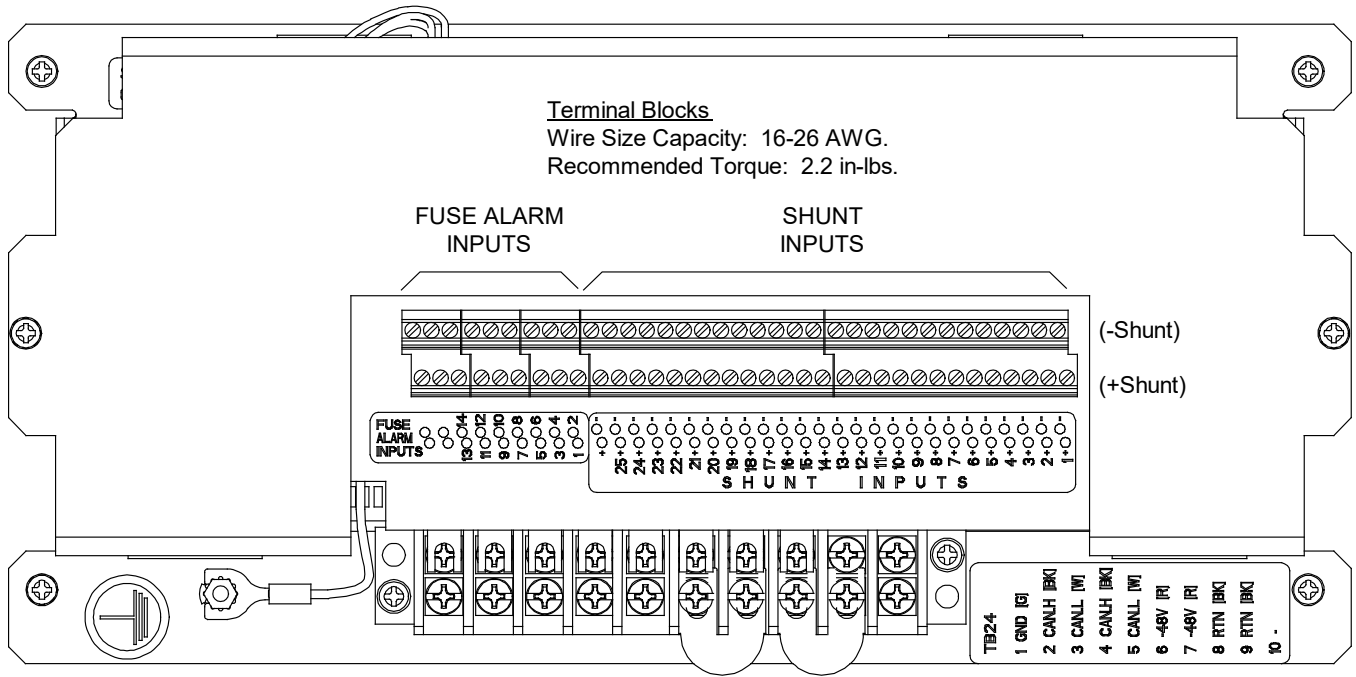 Terminal Blocks
Wire Size Capacity: 16-26 AWG.
Recommended Torque: 2.2 in-lbs.
FUSE ALARM
INPUTS
SHUNT
INPUTS
(-Shunt)
(+Shunt)
FUSE
ALARM
INPUTS
14 12 10 8 6 4 2
13 11 9 7 5 3 1
- - - - - - - - - - - - - - - - - - - - - - - - - -
+ 25+ 24+ 23+ 22+ 21+ 20+ 19+ 18+ 17+ 16+ 15+ 14+ 13+ 12+ 11+ 10+ 9+ 8+ 7+ 6+ 5+ 4+ 3+ 2+ 1+
SHUNT INPUTS
TB24
1 GND [G]
2 CANLH [BK]
3 CANLL [W]
4 CANLH [BK]
5 CANLL [W]
6 -48V [R]
7 -48V [R]
8 RTN [BK]
9 RTN [BK]
10 -